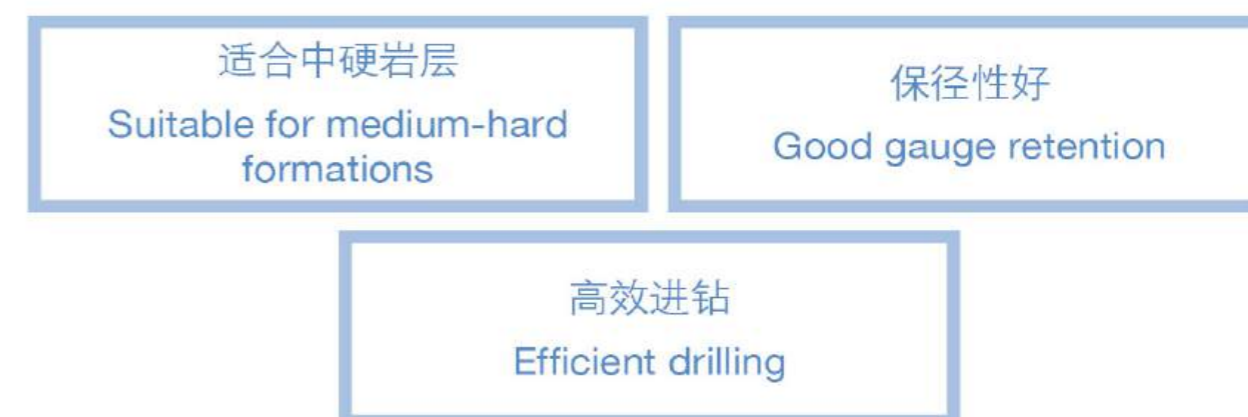 适合中硬岩层
Suitable for medium-hard
formations
保径性好
Good gauge retention
高效进钻
Efficient drilling